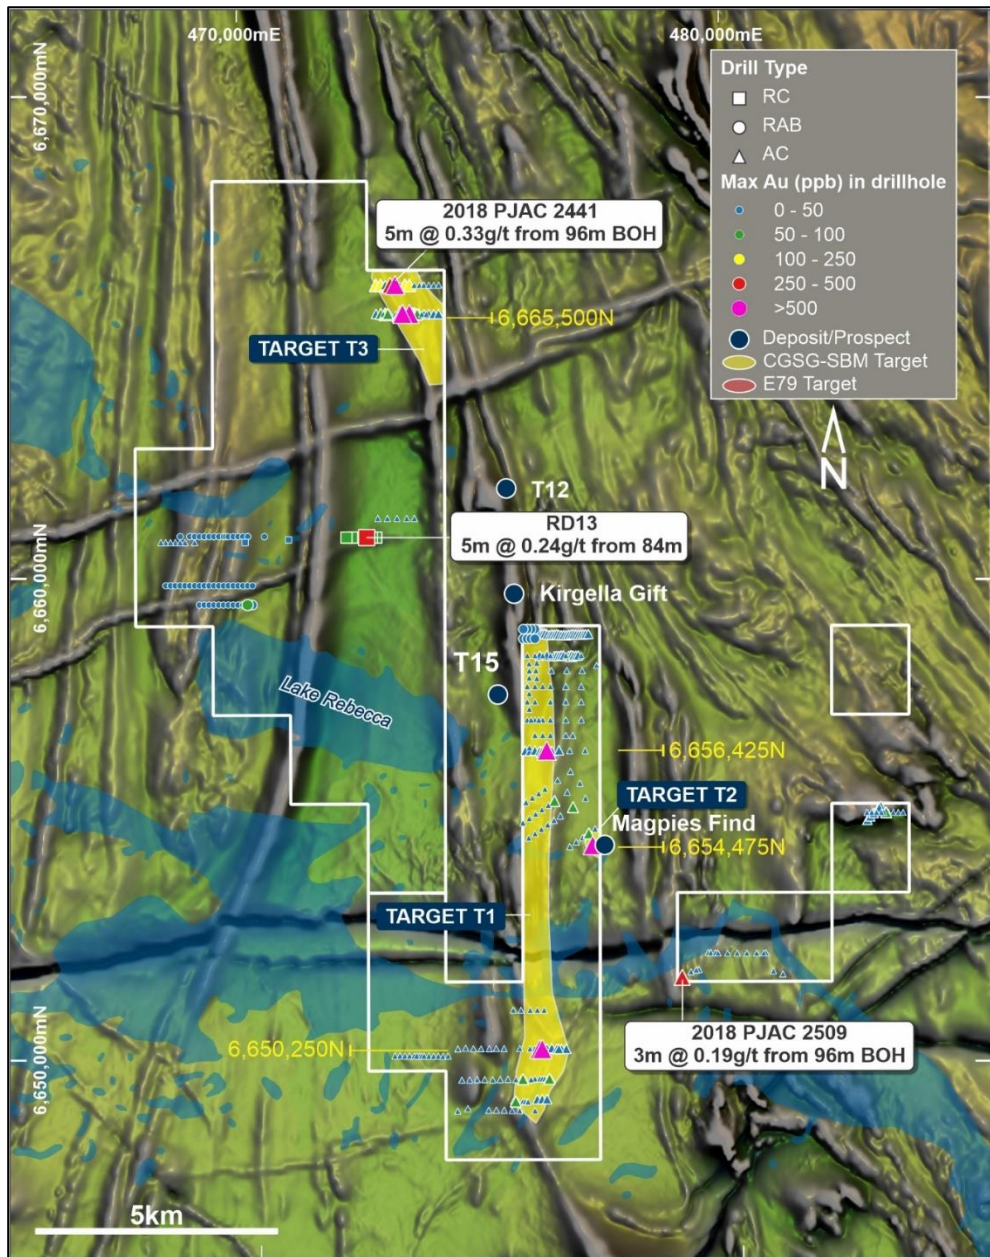 470,000mE
480,000mE
6,670,000mN
6,660,000mN
6,650,000mN
Drill Type
RC
RAB
AC
Max Au (ppb) in drillhole
0 - 50
50 - 100
100 - 250
250 - 500
>500
Deposit/Prospect
CGSG-SBM Target
E79 Target
N
2018 PJAC 2441
5m @ 0.33g/t from 96m BOH
6,665,500N
TARGET T3
T12
RD13
5m @ 0.24g/t from 84m
Kirgella Gift
T15
Lake Rebecca
6,656,425N
TARGET T2
Magpies Find
6,654,475N
TARGET T1
2018 PJAC 2509
3m @ 0.19g/t from 96m BOH
6,650,250N
5km